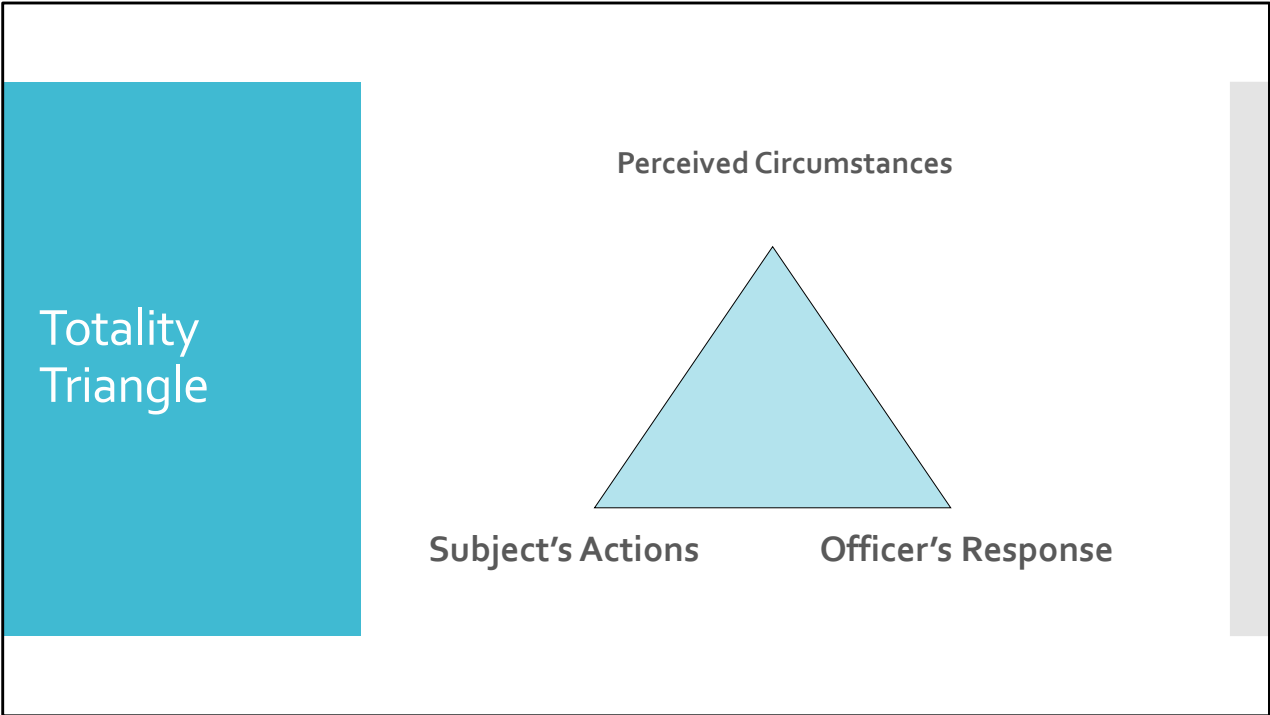 Totality
Triangle
Perceived Circumstances
Subject’s Actions
Officer’s Response